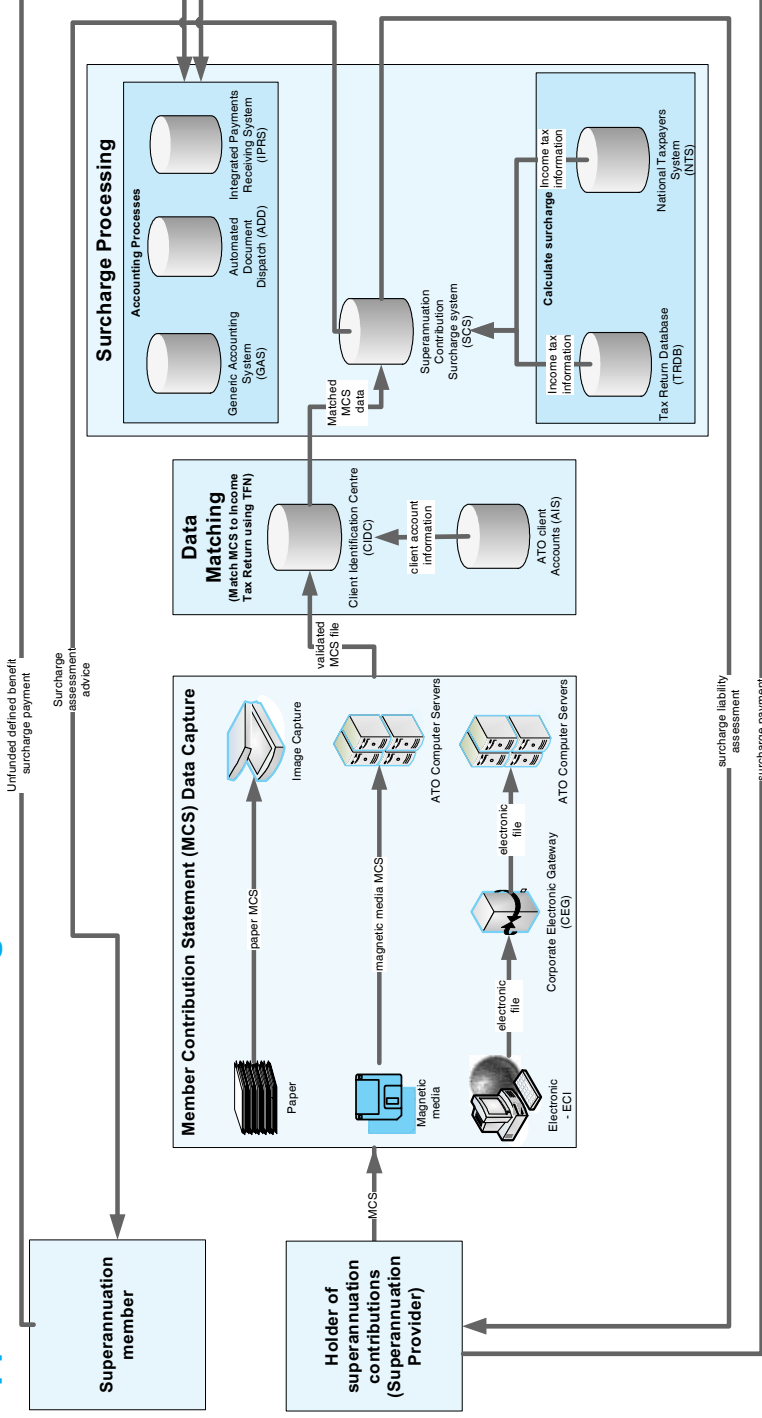 Unfunded defined benefit
surcharge payment
Surcharge
assessment
advice
Superannuation
member
Holder of
superannuation
contributions
(Superannuation
Provider)
MCS
Member Contribution Statement (MCS) Data Capture
Paper
paper MCS
Image Capture
Magnetic
media
magnetic media MCS
ATO Computer Servers
Electronic
- ECI
electronic
file
Corporate Electronic Gateway
(CEG)
electronic
file
ATO Computer Servers
validated
MCS file
Data
Matching
(Match MCS to Income
Tax Return using TFN)
Client Identification Centre
(CIDC)
client account
information
ATO client
Accounts (AIS)
Matched
MCS
data
Surcharge Processing
Accounting Processes
Generic Accounting
System
(GAS)
Automated
Document
Dispatch (ADD)
Integrated Payments
Receiving System
(IPRS)
Superannuation
Contribution
Surcharge system
(SCS)
Calculate surcharge
Income tax
information
Income tax
information
Tax Return Database
(TRDB)
National Taxpayers
System
(NTS)
surcharge liability
assessment
surcharge payment